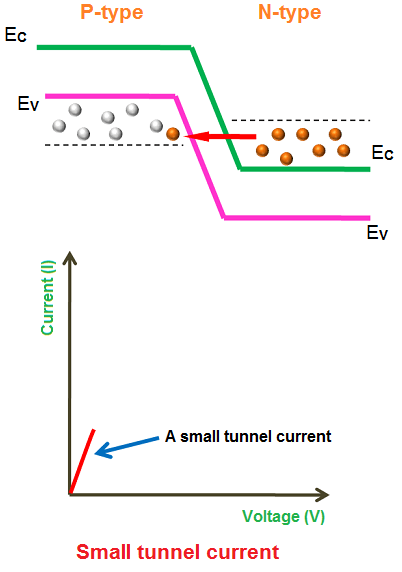 P-type
N-type
Ec
Ev
Ec
Ev
Current (I)
A small tunnel current
Voltage (V)
Small tunnel current